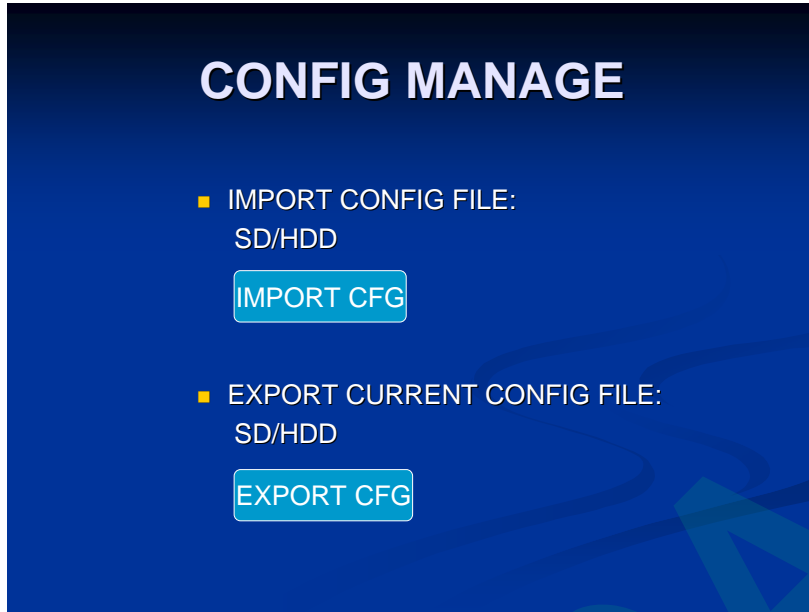 CONFIG MANAGE
IMPORT CONFIG FILE:
SD/HDD
IMPORT CFG
EXPORT CURRENT CONFIG FILE:
SD/HDD
EXPORT CFG